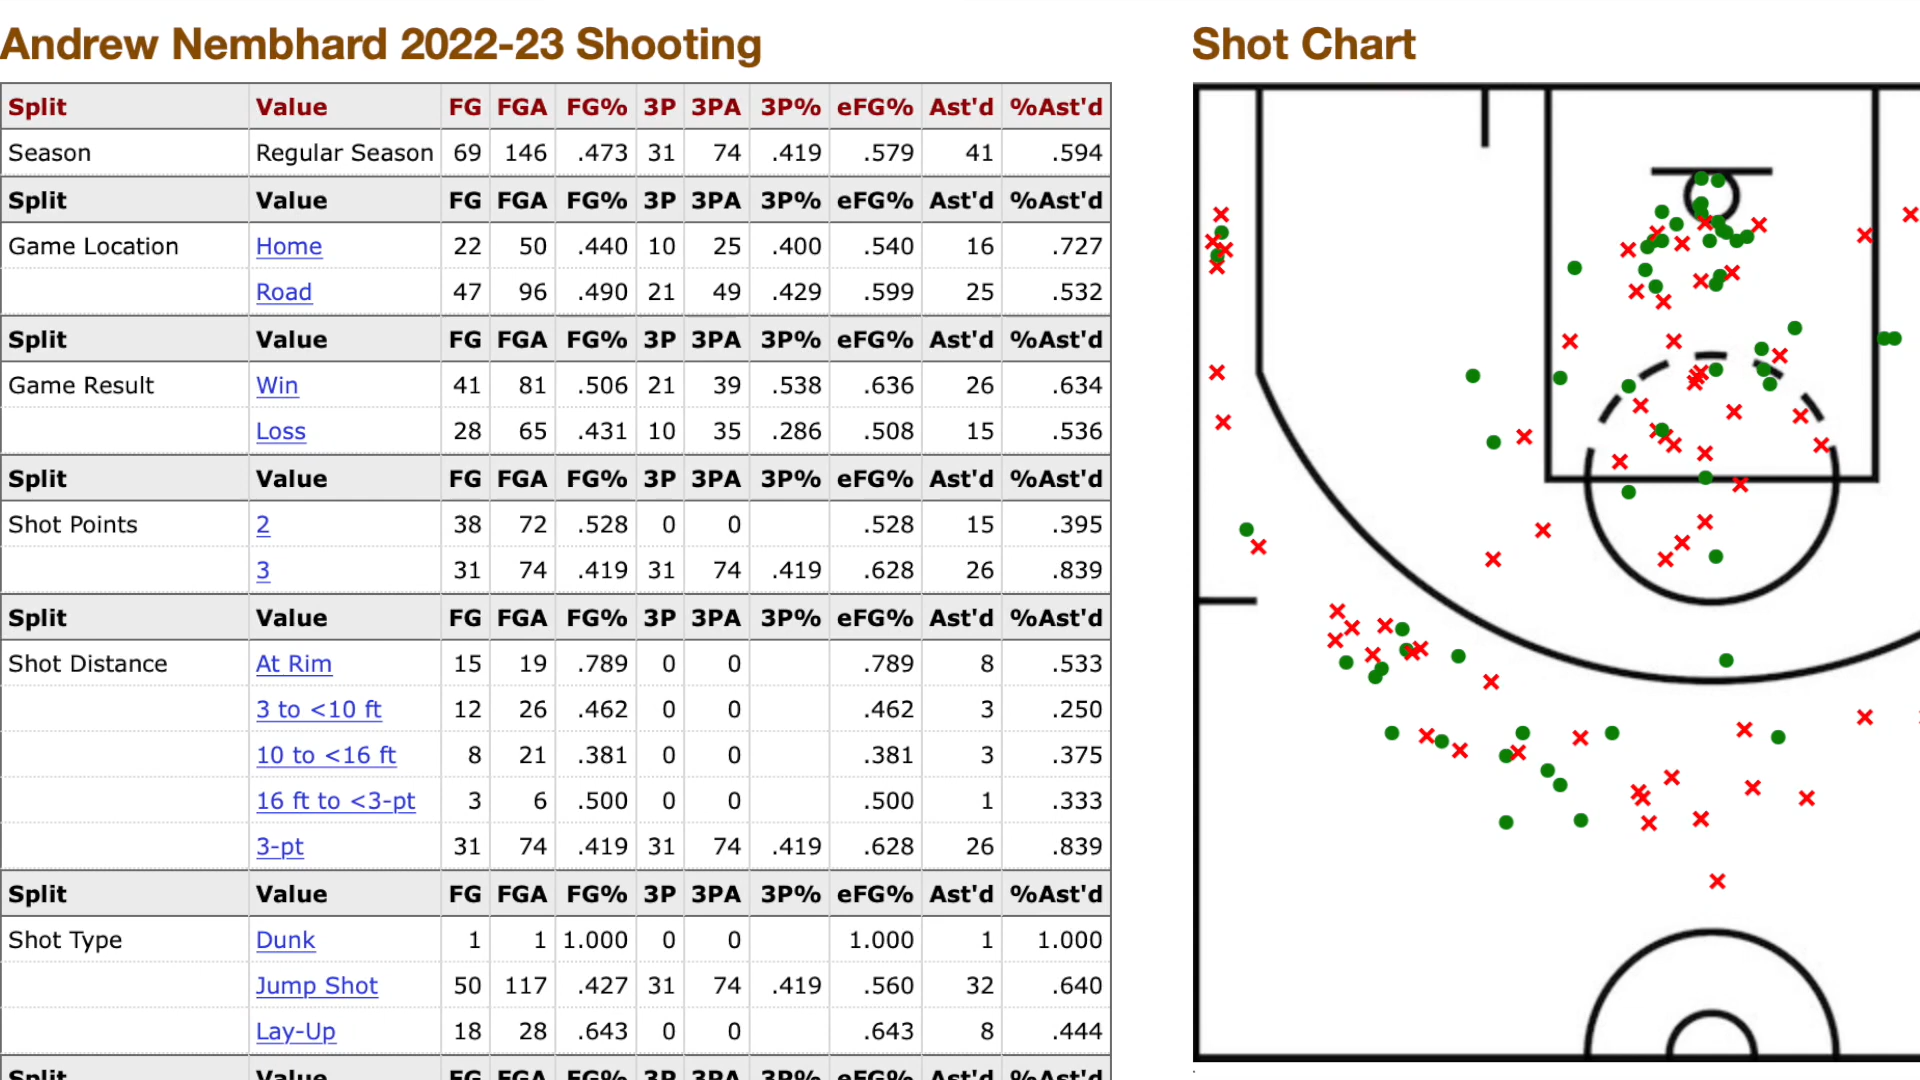 Andrew Nembhard 2022-23 Shooting
Shot Chart
Split Value FG FGA FG% 3P 3PA 3P% eFG% Ast'd %Ast'd
Season Regular Season 69 146 .473 31 74 .419 .579 41 .594
Split Value FG FGA FG% 3P 3PA 3P% eFG% Ast'd %Ast'd
Game Location Home 22 50 .440 10 25 .400 .540 16 .727
Road 47 96 .490 21 49 .429 .599 25 .532
Split Value FG FGA FG% 3P 3PA 3P% eFG% Ast'd %Ast'd
Game Result Win 41 81 .506 21 39 .538 .636 26 .634
Loss 28 65 .431 10 35 .286 .508 15 .536
Split Value FG FGA FG% 3P 3PA 3P% eFG% Ast'd %Ast'd
Shot Points 2 38 72 .528 0 0 .528 15 .395
3 31 74 .419 31 74 .419 .628 26 .839
Split Value FG FGA FG% 3P 3PA 3P% eFG% Ast'd %Ast'd
Shot Distance At Rim 15 19 .789 0 0 .789 8 .533
3 to <10 ft 12 26 .462 0 0 .462 3 .250
10 to <16 ft 8 21 .381 0 0 .381 3 .375
16 ft to <3-pt 3 6 .500 0 0 .500 1 .333
3-pt 31 74 .419 31 74 .419 .628 26 .839
Split Value FG FGA FG% 3P 3PA 3P% eFG% Ast'd %Ast'd
Shot Type Dunk 1 1 1.000 0 0 1.000 1 1.000
Jump Shot 50 117 .427 31 74 .419 .560 32 .640
Lay-Up 18 28 .643 0 0 .643 8 .444
Split Value FG FGA FG% 3P 3PA 3P% eFG% Ast'd %Ast'd